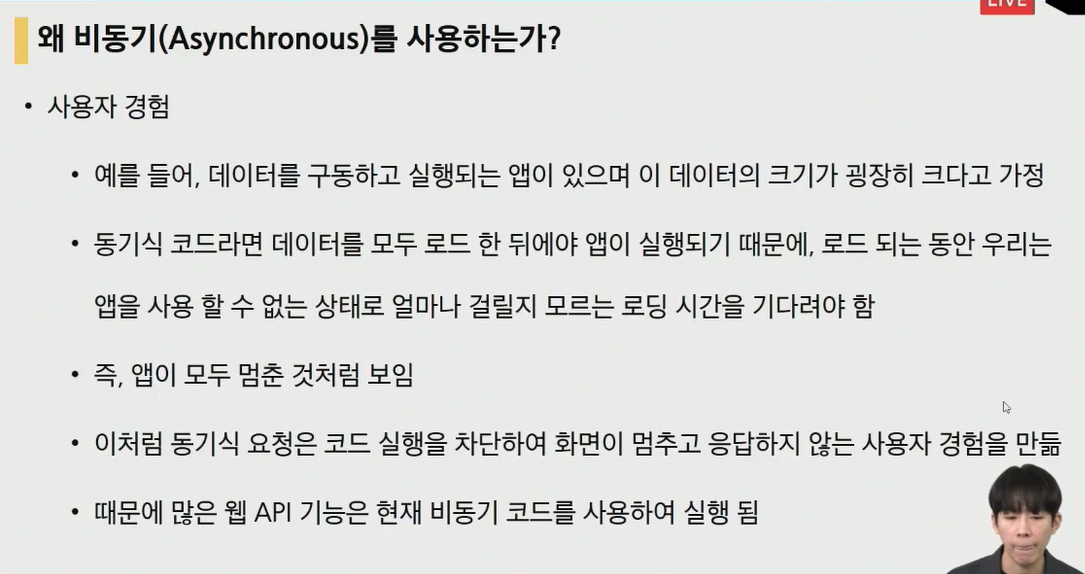 LIVE
왜 비동기(Asynchronous)를 사용하는가?
• 사용자 경험
• 예를 들어, 데이터를 구동하고 실행되는 앱이 있으며 이 데이터의 크기가 굉장히 크다고 가정
• 동기식 코드라면 데이터를 모두 로드 한 뒤에야 앱이 실행되기 때문에, 로드 되는 동안 우리는
앱을 사용 할 수 없는 상태로 얼마나 걸릴지 모르는 로딩 시간을 기다려야 함
• 즉, 앱이 모두 멈춘 것처럼 보임
• 이처럼 동기식 요청은 코드 실행을 차단하여 화면이 멈추고 응답하지 않는 사용자 경험을 만듦
• 때문에 많은 웹 API 기능은 현재 비동기 코드를 사용하여 실행 됨